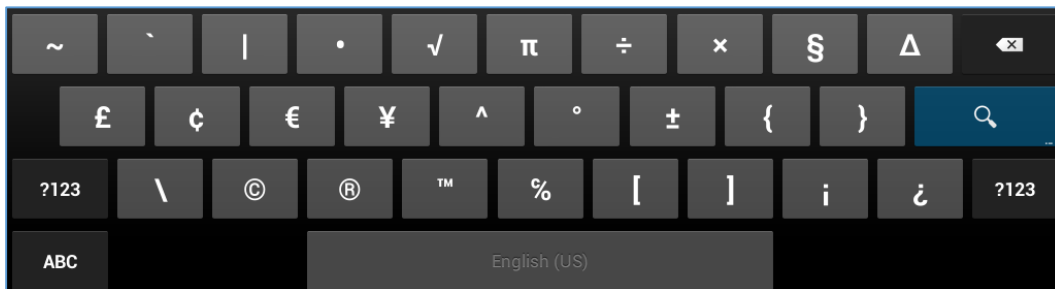 ~ ` | • √ π ÷ × § Δ
£ ¢ € ¥ ^ ° ± { }
?123 \ © ® ™ ℅ [ ] ¡ ¿ ?123
ABC English (US)